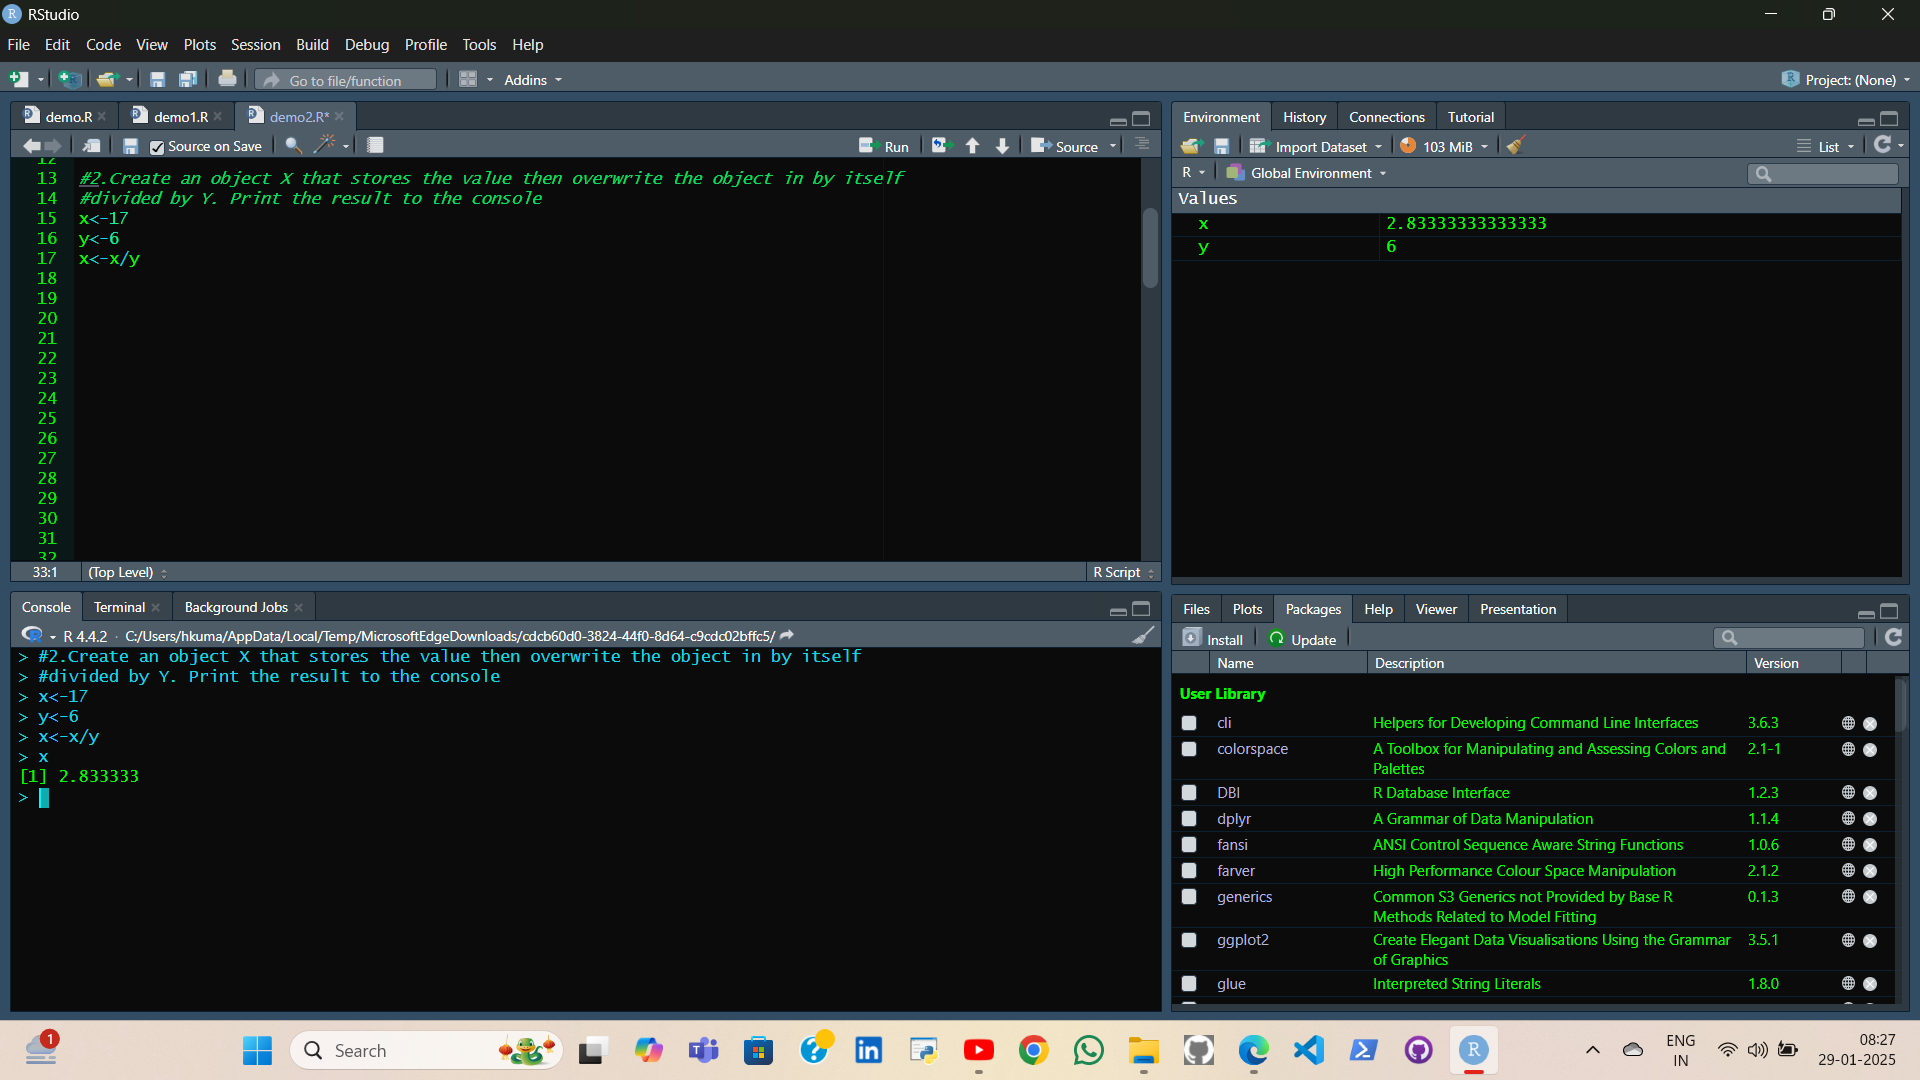 RStudio
File Edit Code View Plots Session Build Debug Profile Tools Help
Go to file/function Addins Project: (None)
demo.R demo1.R demo2.R*
Source on Save Run Source
12
13 #2.Create an object X that stores the value then overwrite the object in by itself
14 #divided by Y. Print the result to the console
15 x<-17
16 y<-6
17 x<-x/y
18
19
20
21
22
23
24
25
26
27
28
29
30
31
32
33:1 (Top Level) R Script
Console Terminal Background Jobs
R 4.4.2 · C:/Users/hkuma/AppData/Local/Temp/MicrosoftEdgeDownloads/cdcb60d0-3824-44f0-8d64-c9cdc02bffc5/
> #2.Create an object X that stores the value then overwrite the object in by itself
> #divided by Y. Print the result to the console
> x<-17
> y<-6
> x<-x/y
> x
[1] 2.833333
>
Environment History Connections Tutorial
Import Dataset 103 MiB List
R Global Environment
Values
x 2.83333333333333
y 6
Files Plots Packages Help Viewer Presentation
Install Update
Name Description Version
User Library
cli Helpers for Developing Command Line Interfaces 3.6.3
colorspace A Toolbox for Manipulating and Assessing Colors and 2.1-1
Palettes
DBI R Database Interface 1.2.3
dplyr A Grammar of Data Manipulation 1.1.4
fansi ANSI Control Sequence Aware String Functions 1.0.6
farver High Performance Colour Space Manipulation 2.1.2
generics Common S3 Generics not Provided by Base R 0.1.3
Methods Related to Model Fitting
ggplot2 Create Elegant Data Visualisations Using the Grammar 3.5.1
of Graphics
glue Interpreted String Literals 1.8.0
1 Search ENG 08:27
IN 29-01-2025